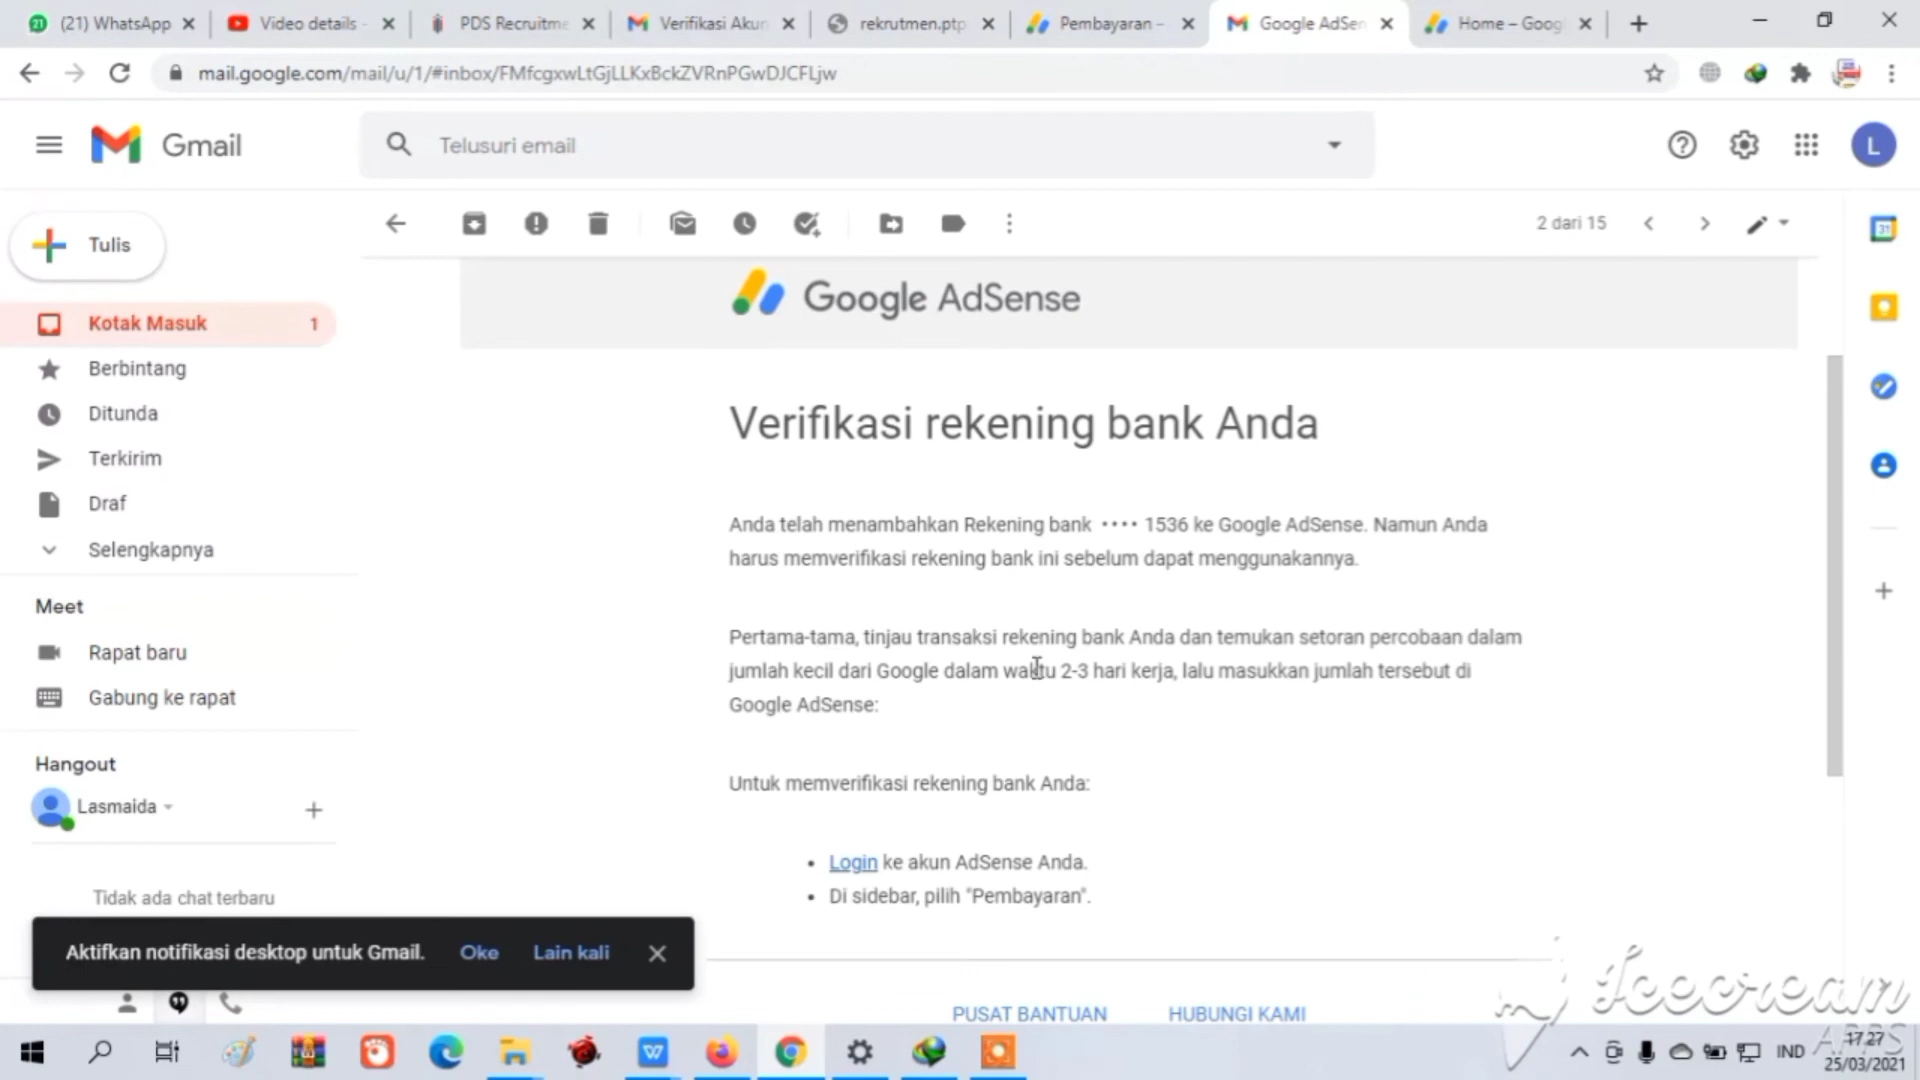 (21) WhatsApp
Video details -
PDS Recruitme
Verifikasi Akun
rekrutmen.ptp
Pembayaran –
Google AdSen
Home – Goog
mail.google.com/mail/u/1/#inbox/FMfcgxwLtGjLLKxBckZVRnPGwDJCFLjw
Gmail
Telusuri email
L
Tulis
2 dari 15
31
Kotak Masuk 1
Berbintang
Ditunda
Terkirim
Draf
Selengkapnya
Meet
Rapat baru
Gabung ke rapat
Hangout
Lasmaida
Tidak ada chat terbaru
Google AdSense
Verifikasi rekening bank Anda
Anda telah menambahkan Rekening bank •••• 1536 ke Google AdSense. Namun Anda
harus memverifikasi rekening bank ini sebelum dapat menggunakannya.
Pertama-tama, tinjau transaksi rekening bank Anda dan temukan setoran percobaan dalam
jumlah kecil dari Google dalam waktu 2-3 hari kerja, lalu masukkan jumlah tersebut di
Google AdSense:
Untuk memverifikasi rekening bank Anda:
• Login ke akun AdSense Anda.
• Di sidebar, pilih "Pembayaran".
Aktifkan notifikasi desktop untuk Gmail. Oke Lain kali
PUSAT BANTUAN HUBUNGI KAMI
Icecream
APPS
IND
17.27
25/03/2021